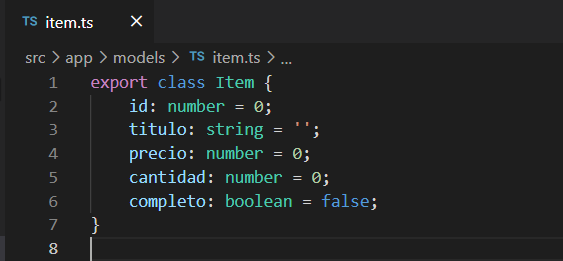 TS item.ts ×
src > app > models > TS item.ts > ...
1 export class Item {
2     id: number = 0;
3     titulo: string = '';
4     precio: number = 0;
5     cantidad: number = 0;
6     completo: boolean = false;
7 }
8